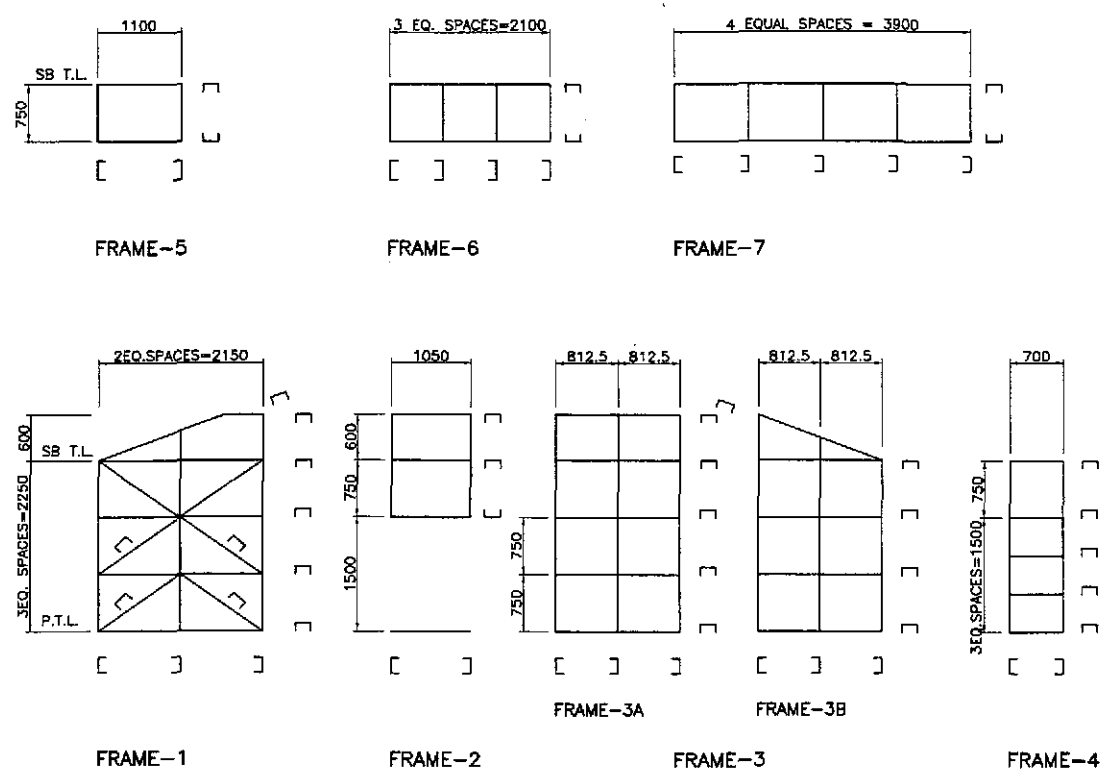 1100
3 EQ. SPACES=2100
4 EQUAL SPACES = 3900
SB T.L.
750
FRAME-5
FRAME-6
FRAME-7
2EQ.SPACES=2150
1050
812.5
812.5
812.5
812.5
700
600
SB T.L.
3EQ. SPACES=2250
P.T.L.
600
750
1500
750
750
750
3EQ.SPACES=1500
FRAME-3A
FRAME-3B
FRAME-1
FRAME-2
FRAME-3
FRAME-4